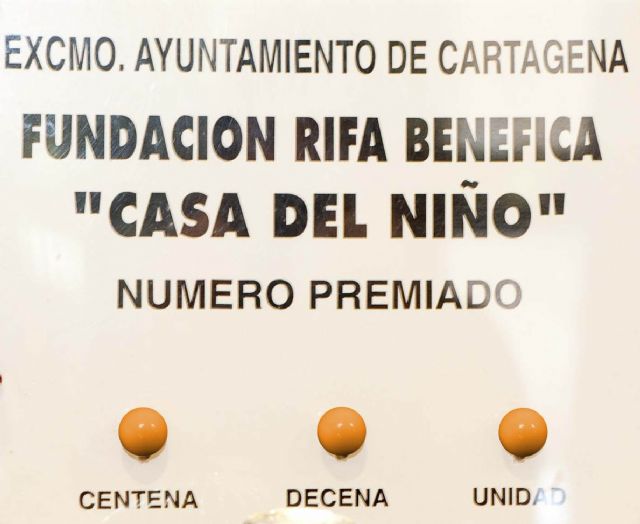 EXCMO. AYUNTAMIENTO DE CARTAGENA
FUNDACION RIFA BENEFICA
"CASA DEL NIÑO"
NUMERO PREMIADO
CENTENA DECENA UNIDAD